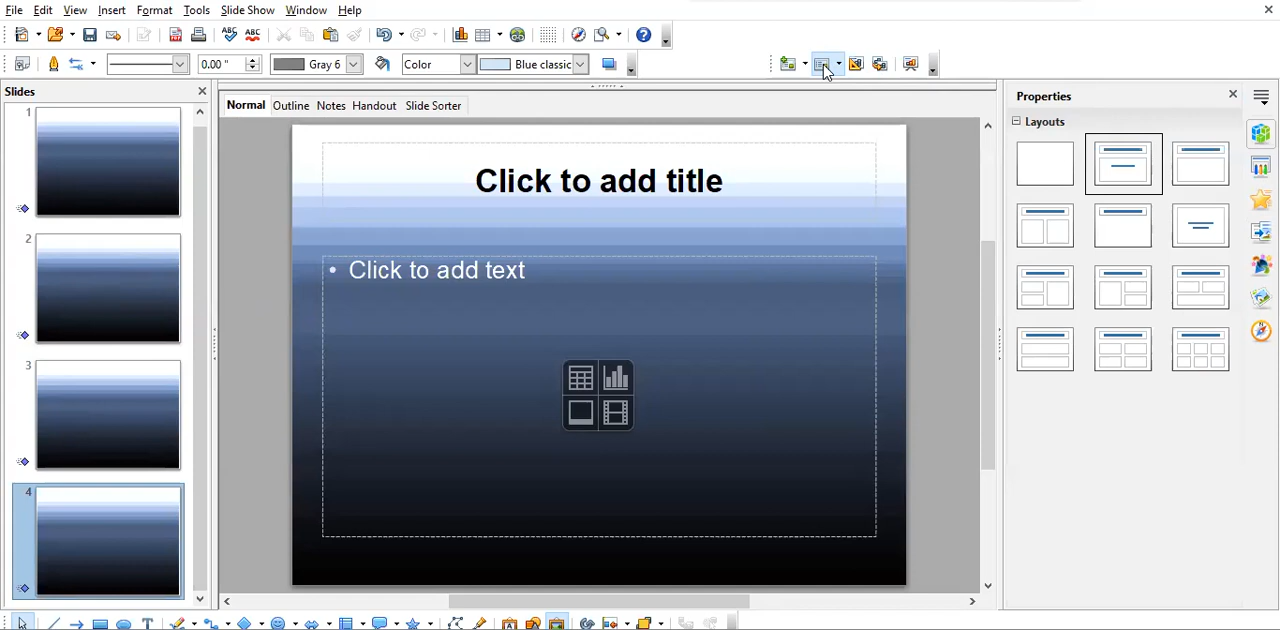 File Edit View Insert Format Tools Slide Show Window Help
0.00 " Gray 6 Color Blue classic
Slides
Normal Outline Notes Handout Slide Sorter
Properties
Layouts
1
2
3
4
Click to add title
• Click to add text